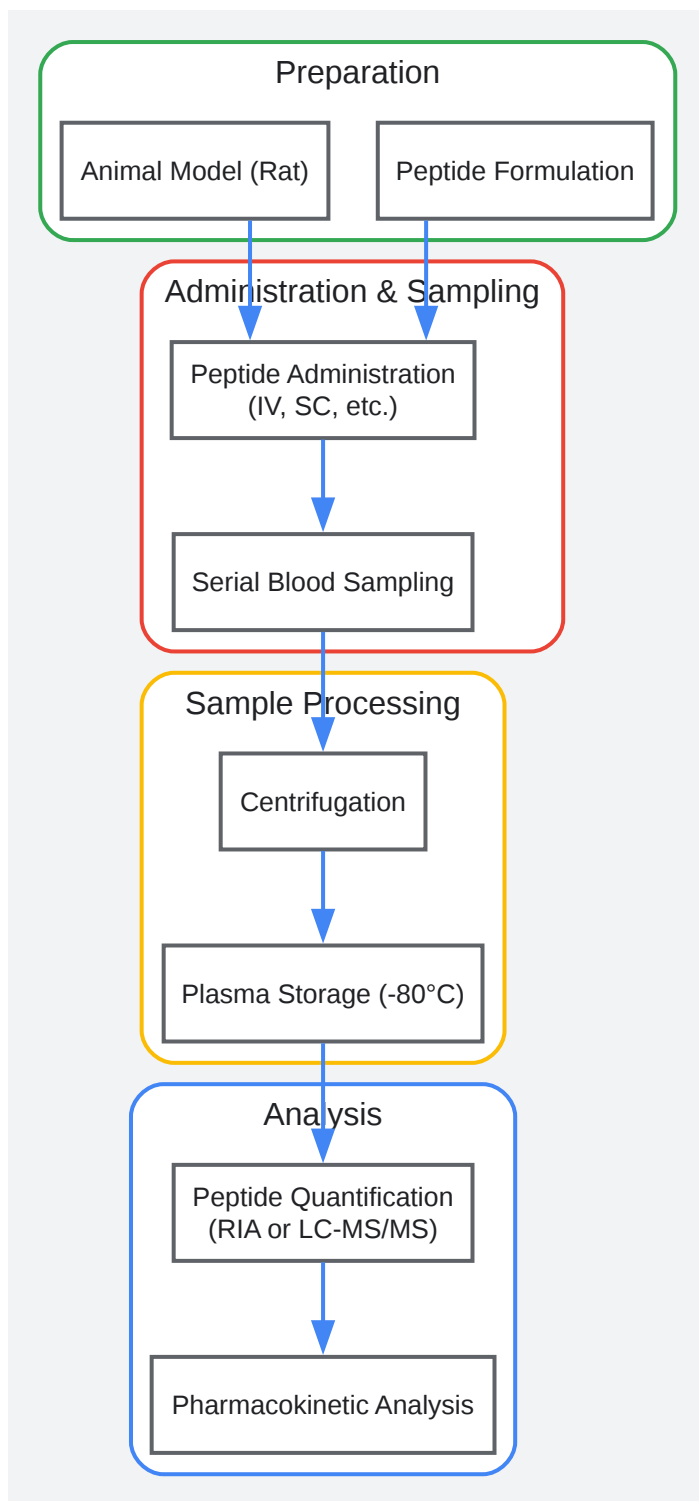 Preparation
Animal Model (Rat)
Peptide Formulation
Administration & Sampling
Peptide Administration
(IV, SC, etc.)
Serial Blood Sampling
Sample Processing
Centrifugation
Plasma Storage (-80°C)
Analysis
Peptide Quantification
(RIA or LC-MS/MS)
Pharmacokinetic Analysis